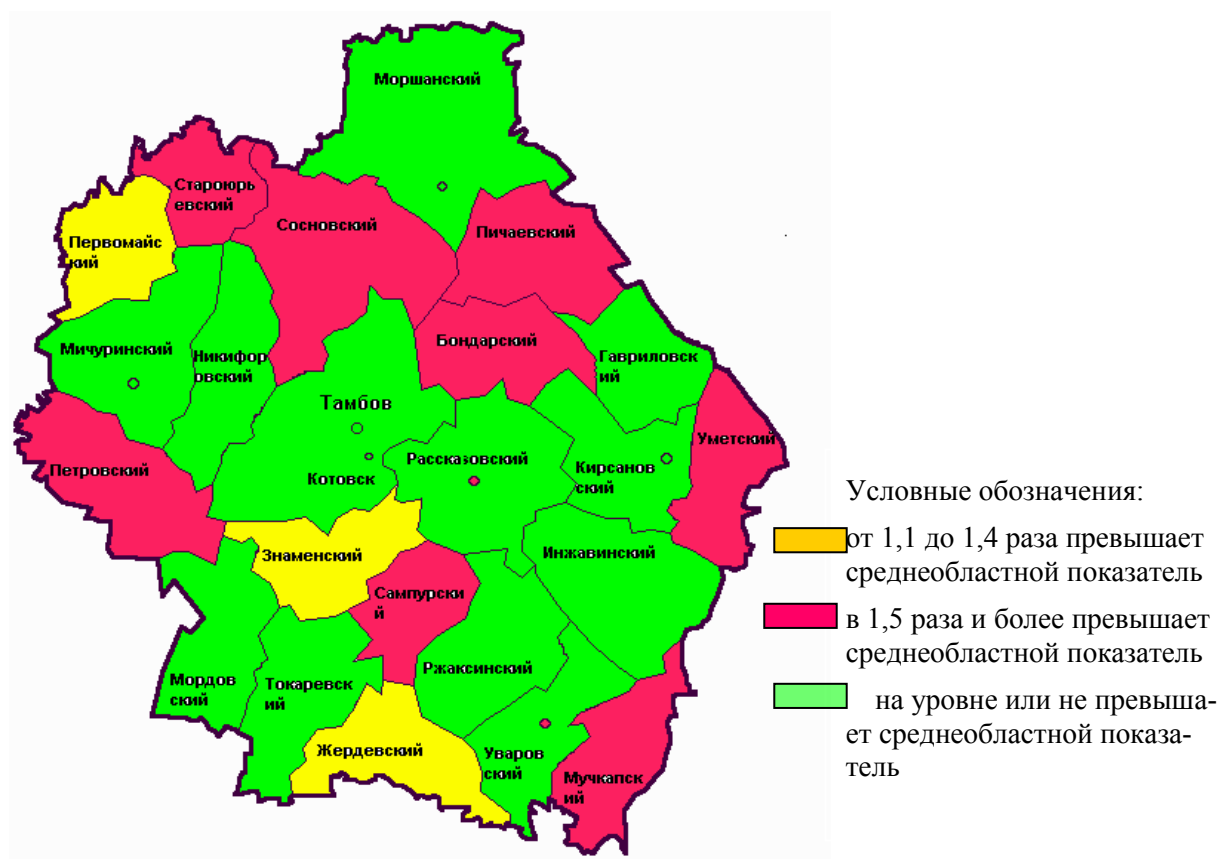 Моршанский
Староюрь
евский
Сосновский
Пичаевский
Первомайс
кий
Мичуринский
Никифор
овский
Бондарский
Гавриловск
ий
Тамбов
Уметский
Петровский
Котовск
Рассказовский
Кирсанов
ский
Знаменский
Инжавинский
Сампурски
й
Ржаксинский
Мордов
ский
Токаревск
ий
Жердевский
Уваров
ский
Мучкапск
ий
Условные обозначения:
от 1,1 до 1,4 раза превышает
среднеобластной показатель
в 1,5 раза и более превышает
среднеобластной показатель
на уровне или не превыша-
ет среднеобластной показа-
тель